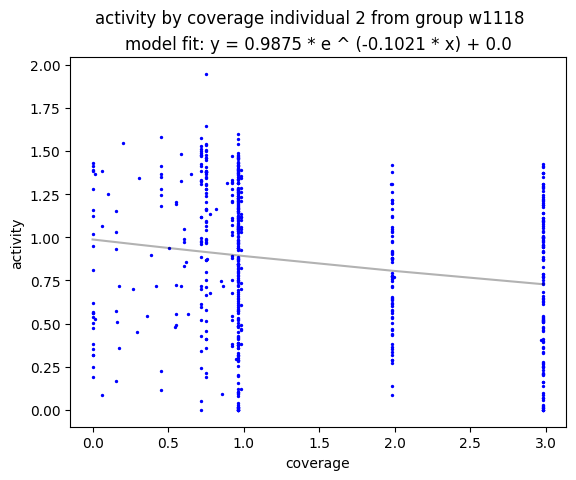 activity by coverage individual 2 from group w1118
model fit: y = 0.9875 * e ^ (-0.1021 * x) + 0.0
2.00
1.75
1.50
1.25
1.00
0.75
0.50
0.25
0.00
activity
0.0 0.5 1.0 1.5 2.0 2.5 3.0
coverage